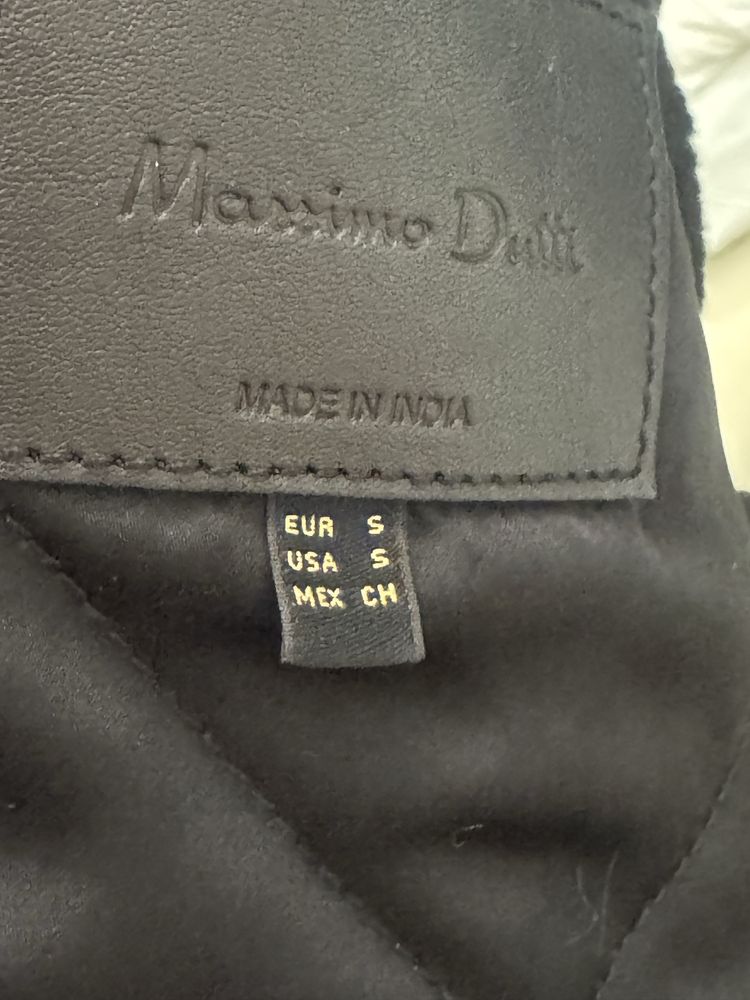 Massimo Dutti
MADE IN INDIA
EUR S
USA S
MEX CH